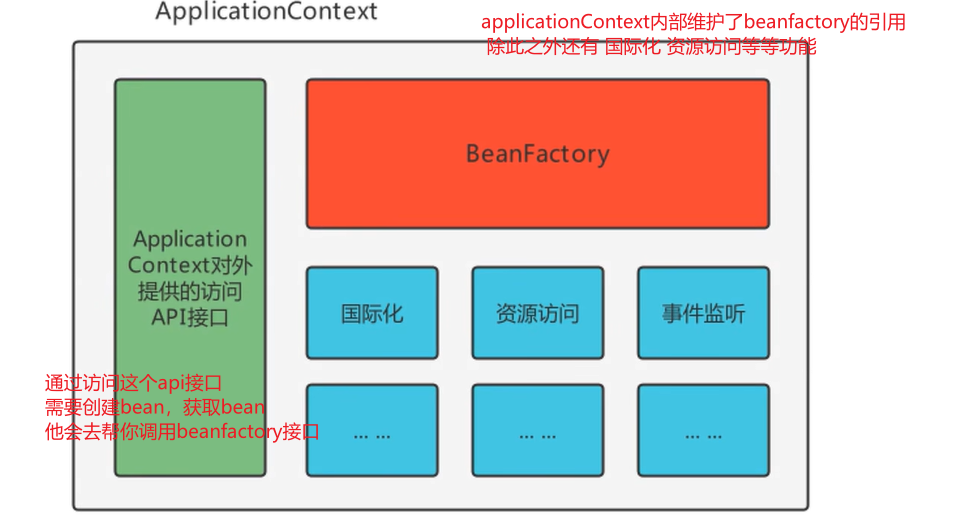 ApplicationContext
applicationContext内部维护了beanfactory的引用
除此之外还有 国际化 资源访问等等功能
BeanFactory
Application
Context对外
提供的访问
API接口
国际化
资源访问
事件监听
通过访问这个api接口
需要创建bean，获取bean
他会去帮你调用beanfactory接口
... ...
... ...
... ...